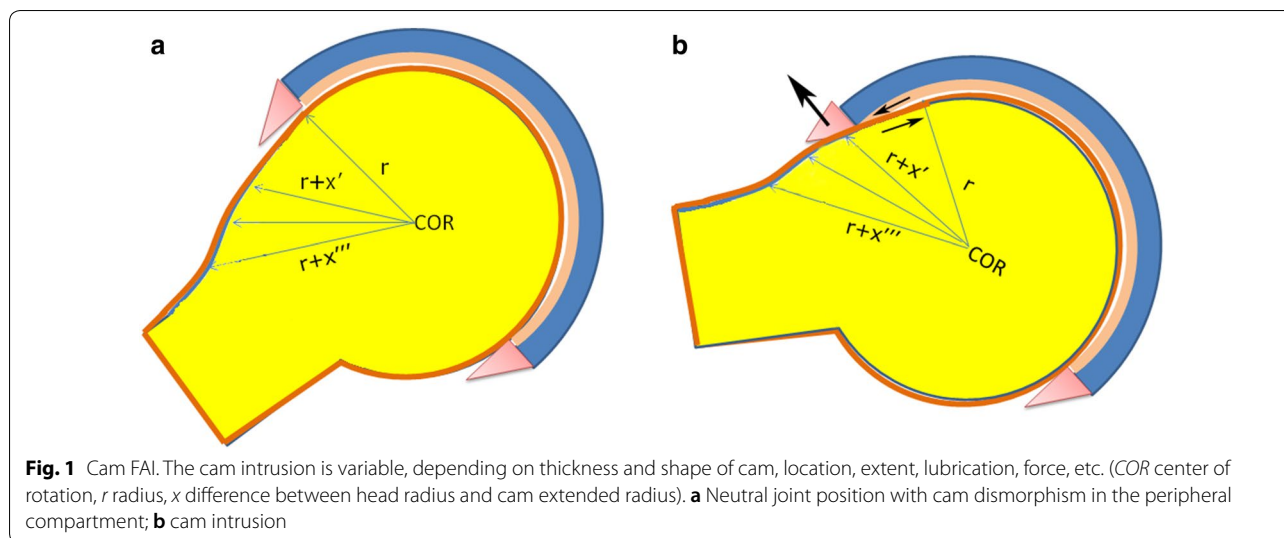 a
b
r
r+x'
COR
r+x'''
r+x'
r
r+x'''
COR
Fig. 1 Cam FAI. The cam intrusion is variable, depending on thickness and shape of cam, location, extent, lubrication, force, etc. (COR center of
rotation, r radius, x difference between head radius and cam extended radius). a Neutral joint position with cam dismorphism in the peripheral
compartment; b cam intrusion